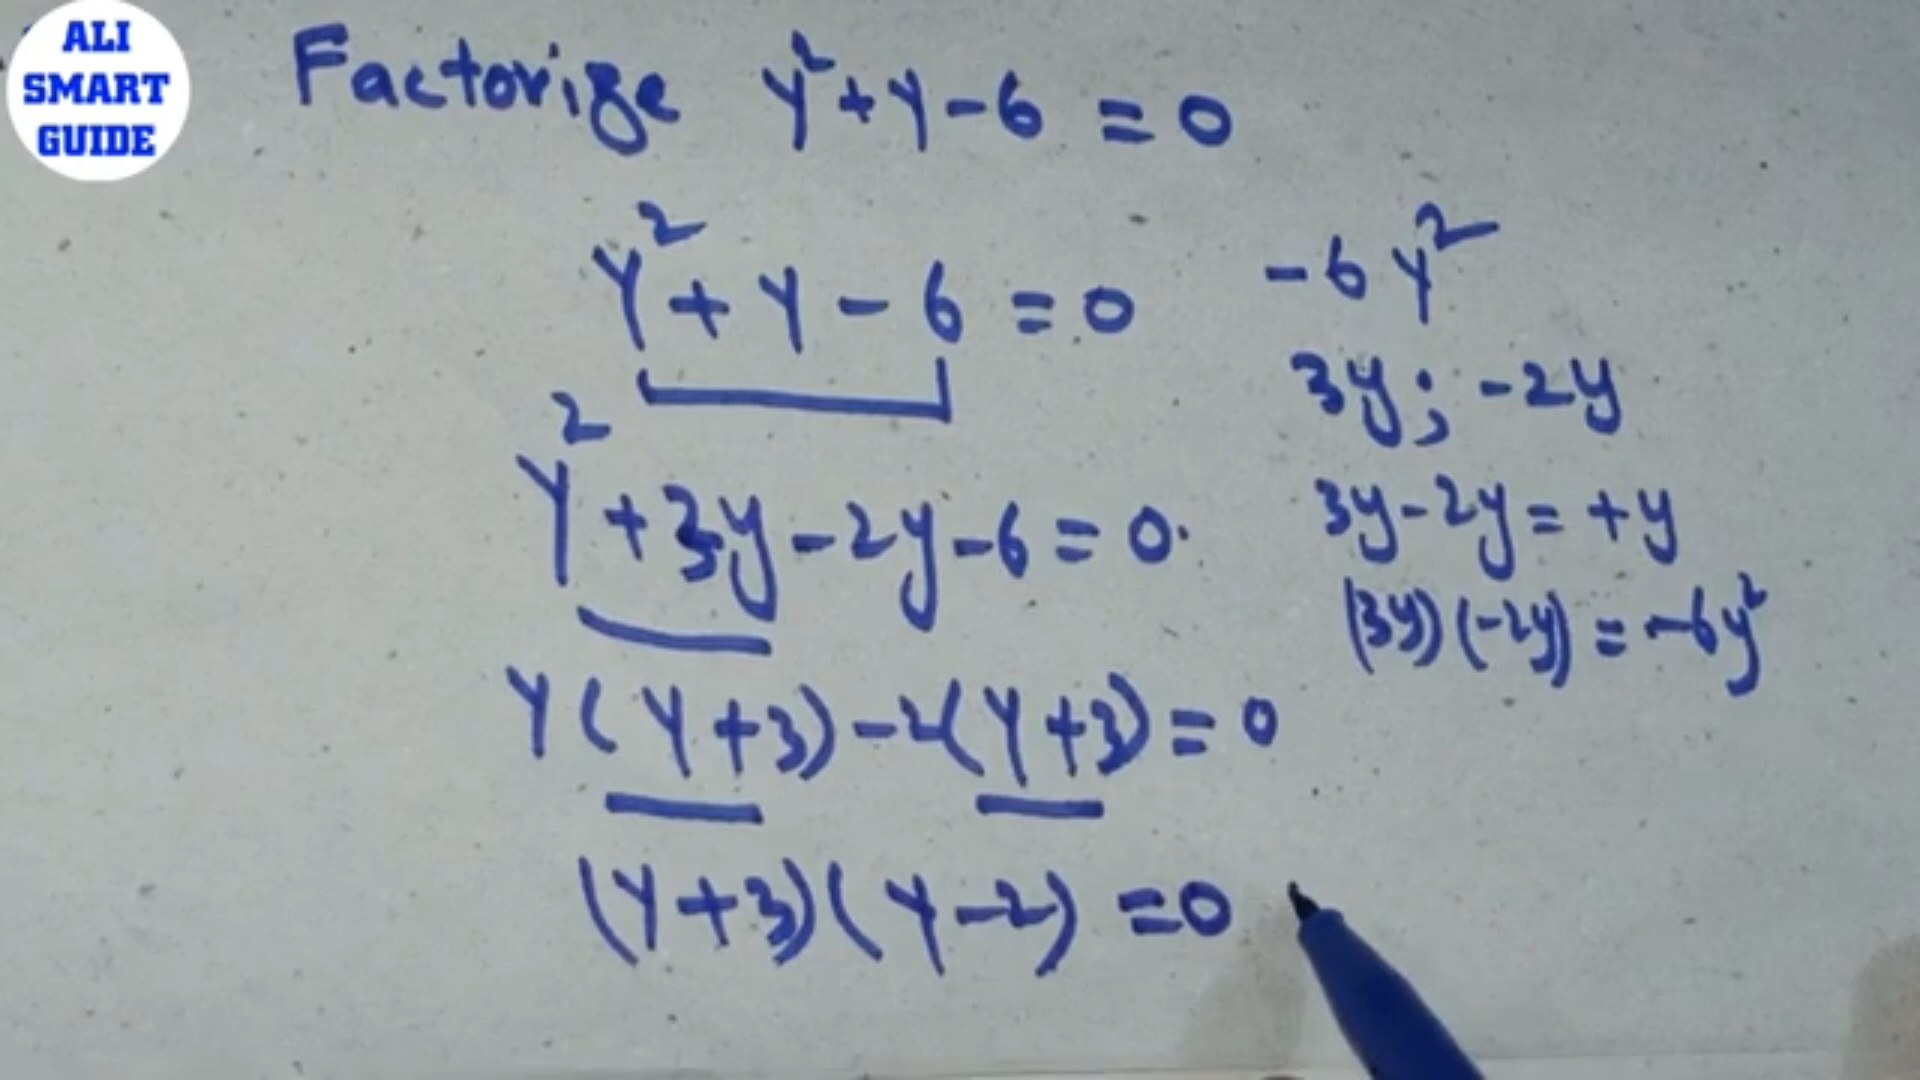 ALI
SMART
GUIDE
Factorize y²+y-6=0
y²+y-6=0
-6y²
3y; -2y
y²+3y-2y-6=0.
3y-2y=+y
(3y)(-2y)=-6y²
y(y+3)-2(y+3)=0
(y+3)(y-2)=0